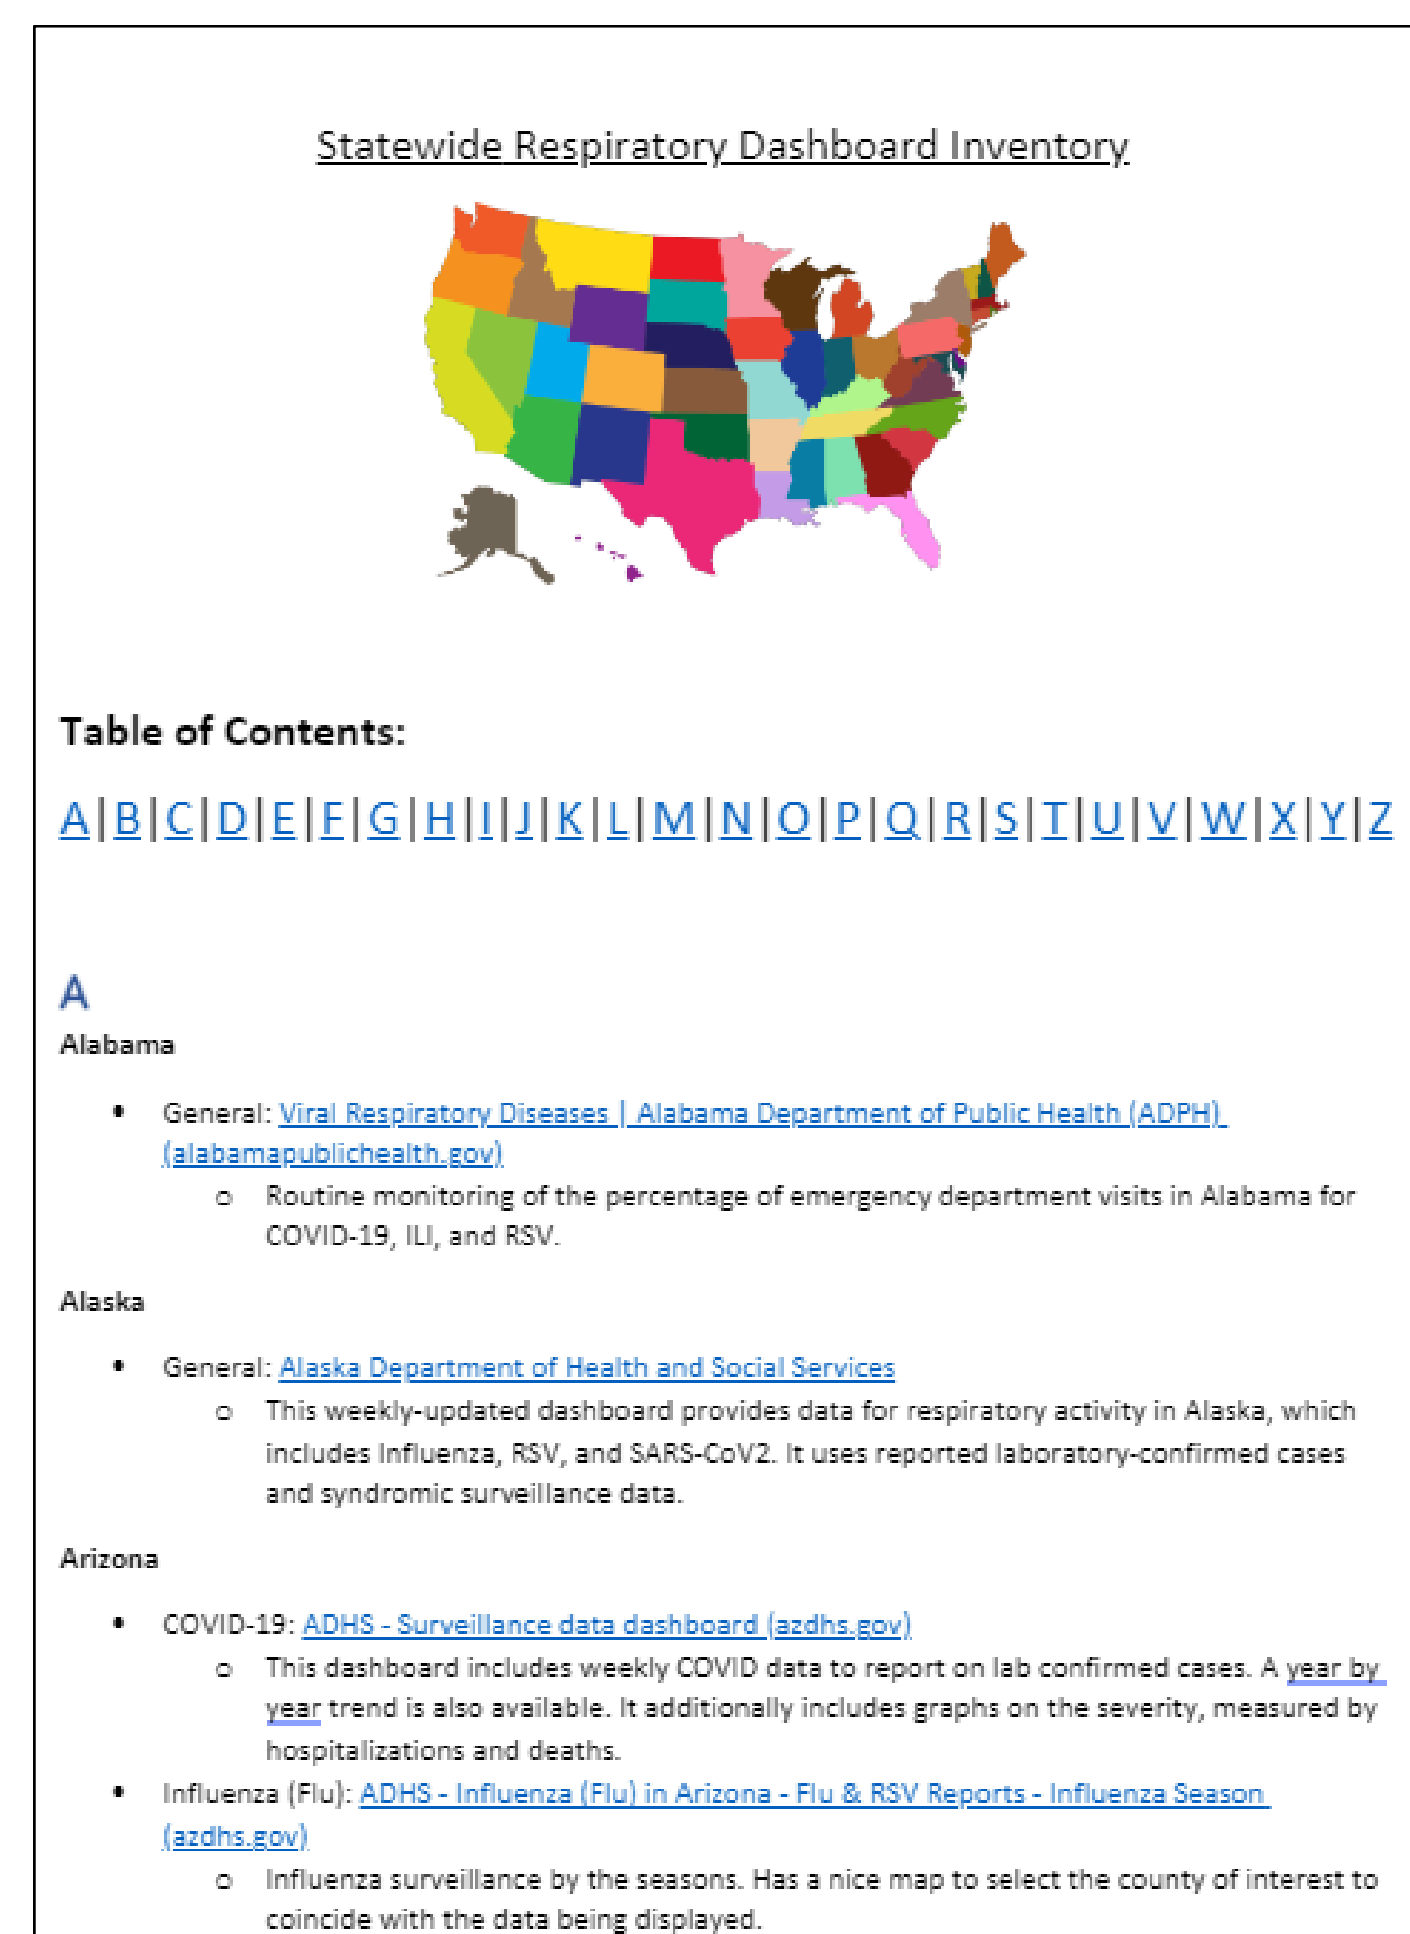 Statewide Respiratory Dashboard Inventory
Table of Contents:
A|B|C|D|E|F|G|H|I|J|K|L|M|N|O|P|Q|R|S|T|U|V|W|X|Y|Z
A
Alabama
• General: Viral Respiratory Diseases | Alabama Department of Public Health (ADPH)
(alabamapublichealth.gov)
o Routine monitoring of the percentage of emergency department visits in Alabama for
COVID-19, ILI, and RSV.
Alaska
• General: Alaska Department of Health and Social Services
o This weekly-updated dashboard provides data for respiratory activity in Alaska, which
includes Influenza, RSV, and SARS-CoV2. It uses reported laboratory-confirmed cases
and syndromic surveillance data.
Arizona
• COVID-19: ADHS - Surveillance data dashboard (azdhs.gov)
o This dashboard includes weekly COVID data to report on lab confirmed cases. A year by
year trend is also available. It additionally includes graphs on the severity, measured by
hospitalizations and deaths.
• Influenza (Flu): ADHS - Influenza (Flu) in Arizona - Flu & RSV Reports - Influenza Season
(azdhs.gov)
o Influenza surveillance by the seasons. Has a nice map to select the county of interest to
coincide with the data being displayed.